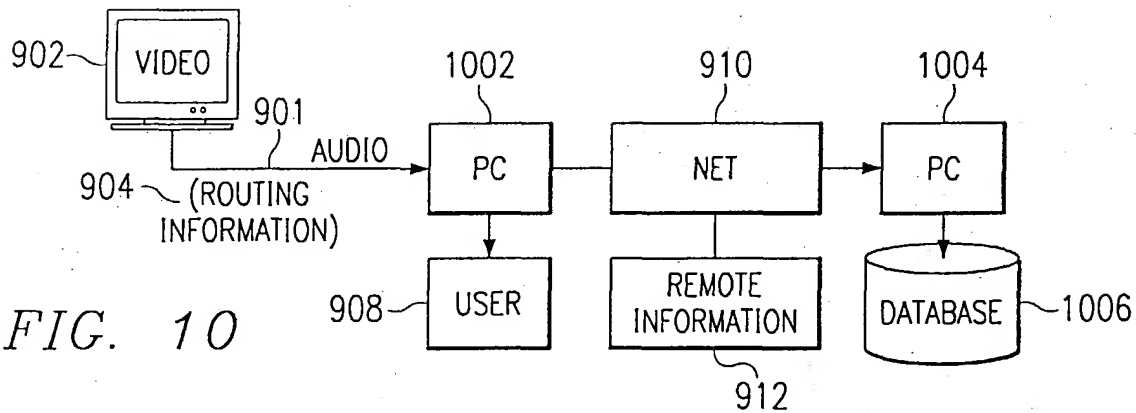 902
VIDEO
901
AUDIO
904
(ROUTING
INFORMATION)
1002
PC
910
NET
1004
PC
908
USER
REMOTE
INFORMATION
912
DATABASE
1006
FIG. 10